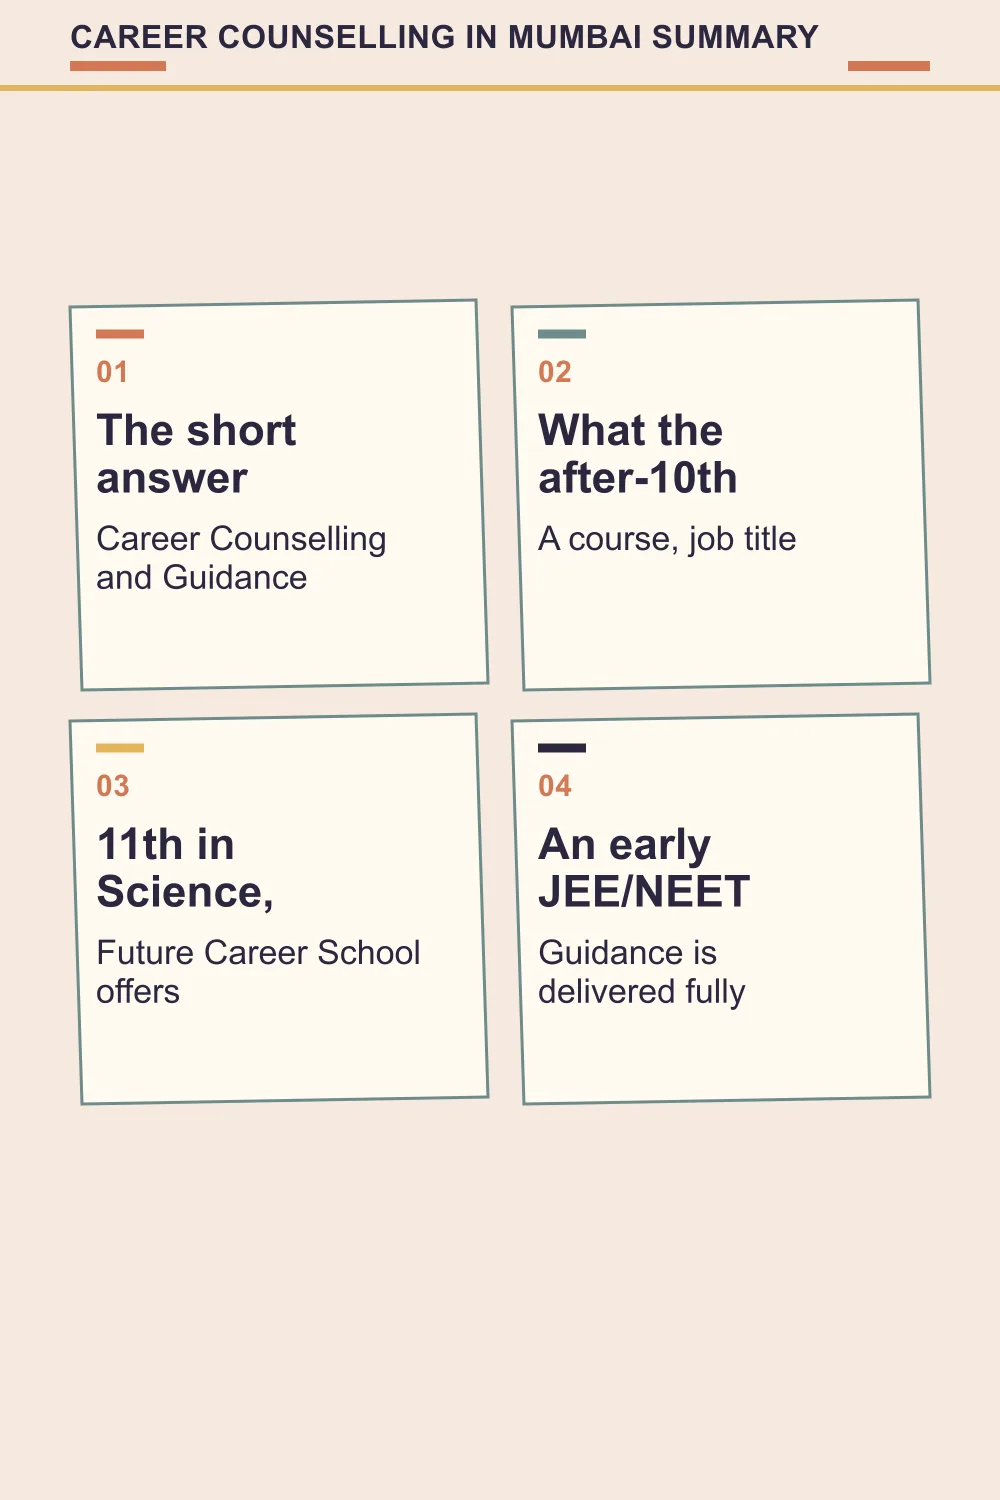 CAREER COUNSELLING IN MUMBAI SUMMARY
01
The short
answer
Career Counselling
and Guidance
02
What the
after-10th
A course, job title
03
11th in
Science,
Future Career School
offers
04
An early
JEE/NEET
Guidance is
delivered fully